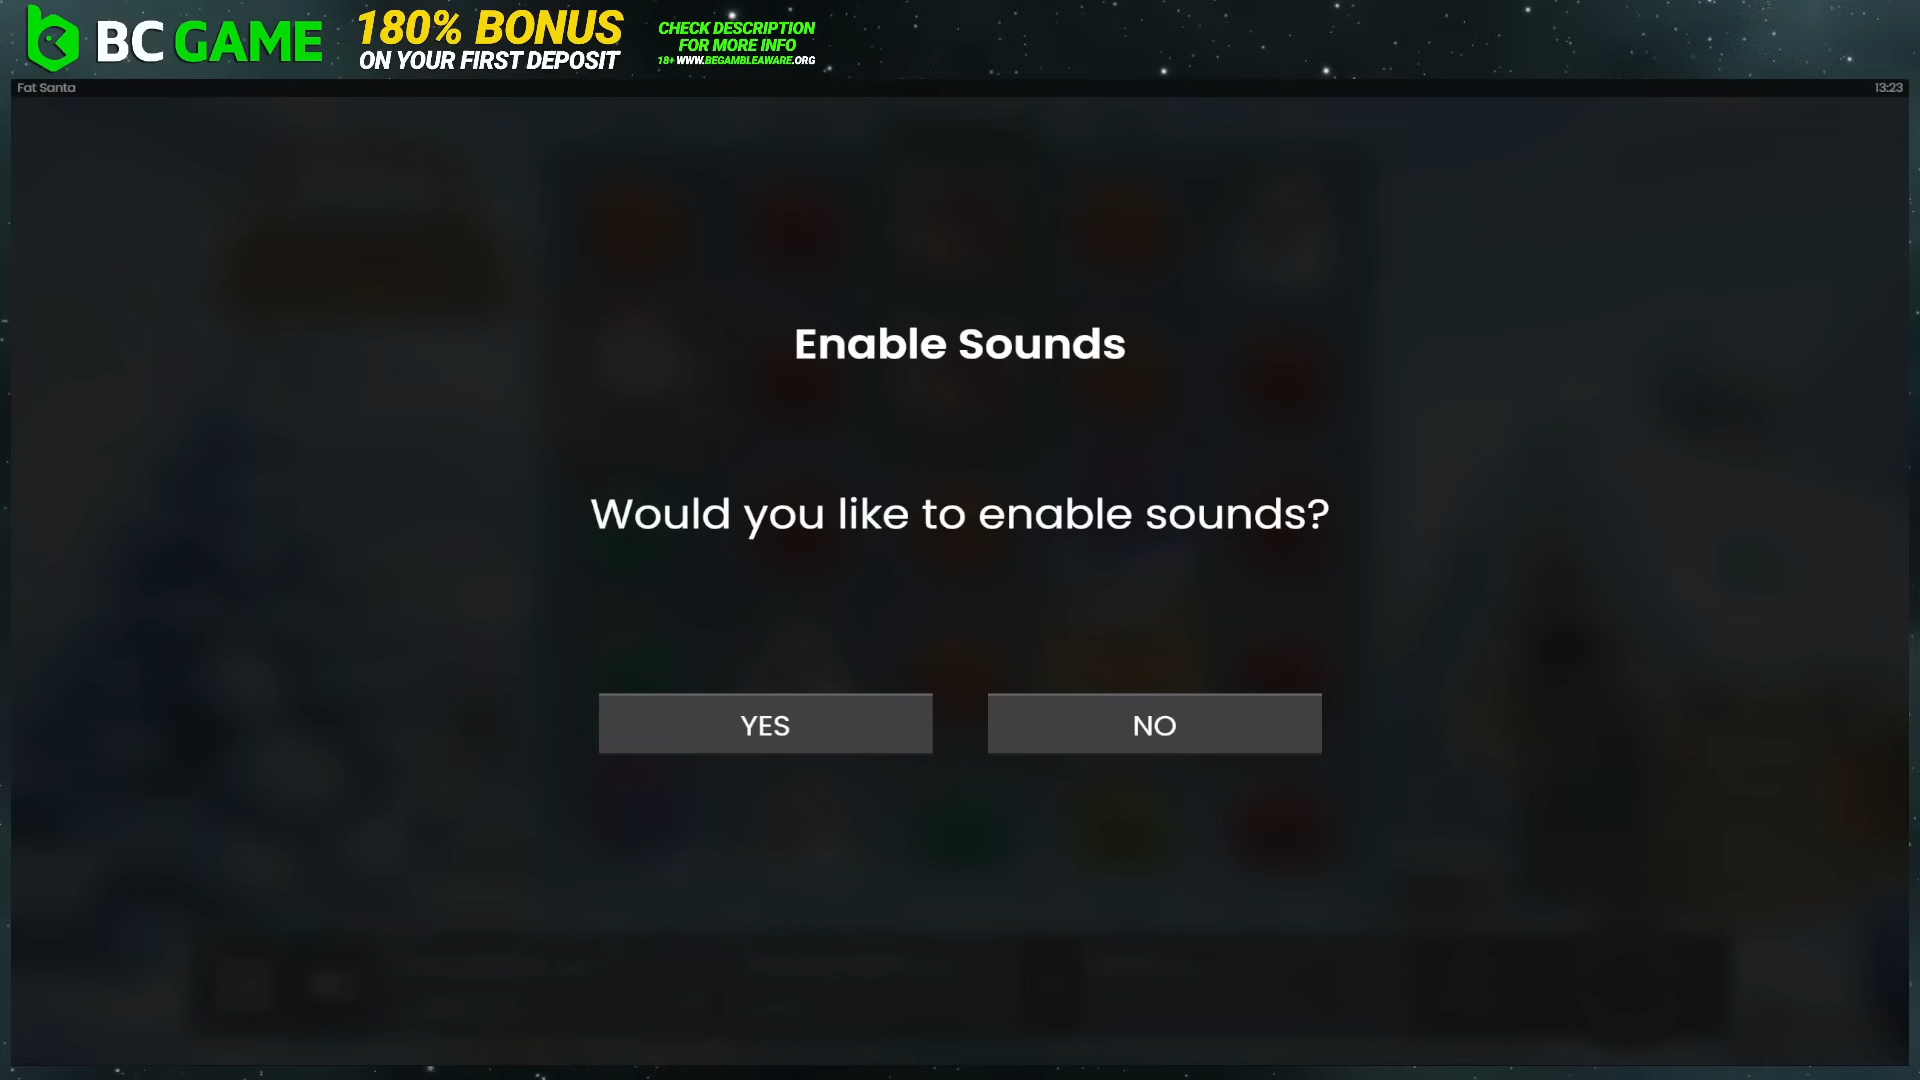 BC GAME
180% BONUS
ON YOUR FIRST DEPOSIT
CHECK DESCRIPTION
FOR MORE INFO
18+ WWW.BEGAMBLEAWARE.ORG
Fat Santa
13:23
Enable Sounds
Would you like to enable sounds?
YES
NO